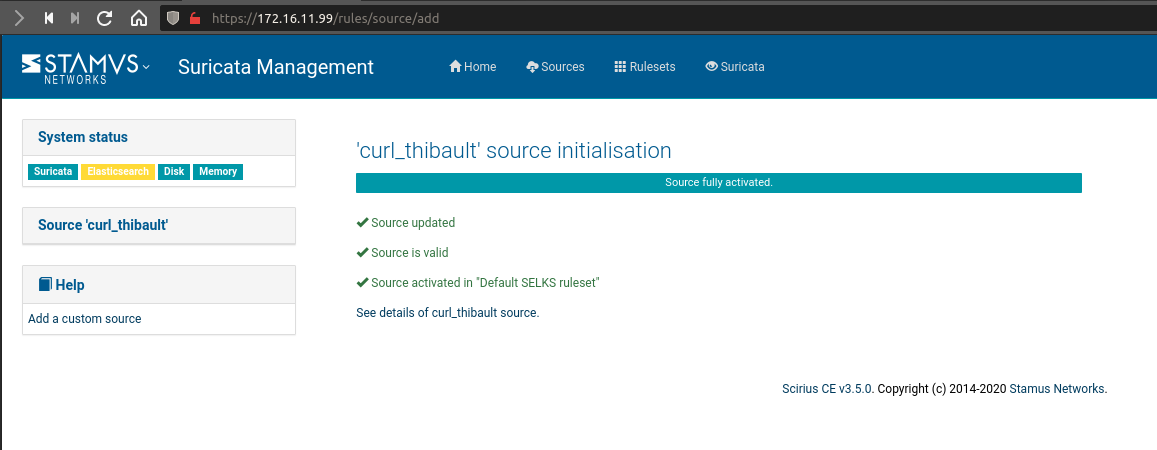 https://172.16.11.99/rules/source/add
STAMVS NETWORKS
Suricata Management
Home
Sources
Rulesets
Suricata
System status
Suricata Elasticsearch Disk Memory
Source 'curl_thibault'
Help
Add a custom source
'curl_thibault' source initialisation
Source fully activated.
Source updated
Source is valid
Source activated in "Default SELKS ruleset"
See details of curl_thibault source.
Scirius CE v3.5.0. Copyright (c) 2014-2020 Stamus Networks.